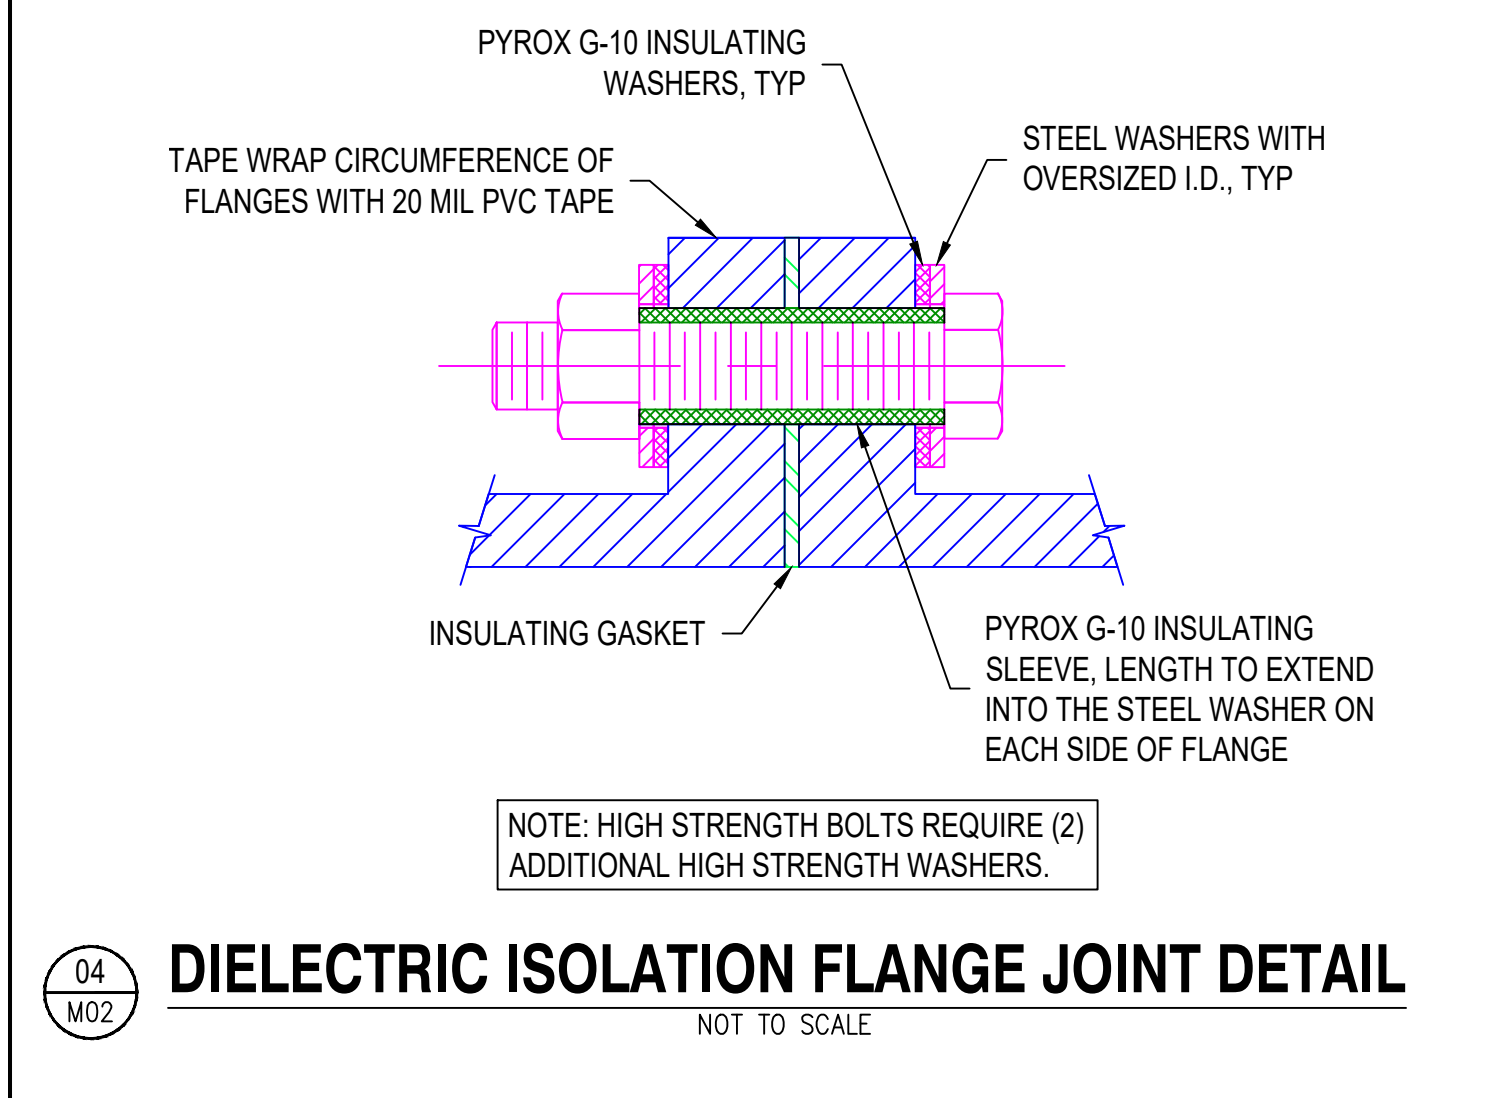 PYROX G-10 INSULATING
WASHERS, TYP
STEEL WASHERS WITH
OVERSIZED I.D., TYP
TAPE WRAP CIRCUMFERENCE OF
FLANGES WITH 20 MIL PVC TAPE
INSULATING GASKET
PYROX G-10 INSULATING
SLEEVE, LENGTH TO EXTEND
INTO THE STEEL WASHER ON
EACH SIDE OF FLANGE
NOTE: HIGH STRENGTH BOLTS REQUIRE (2)
ADDITIONAL HIGH STRENGTH WASHERS.
04
M02
DIELECTRIC ISOLATION FLANGE JOINT DETAIL
NOT TO SCALE